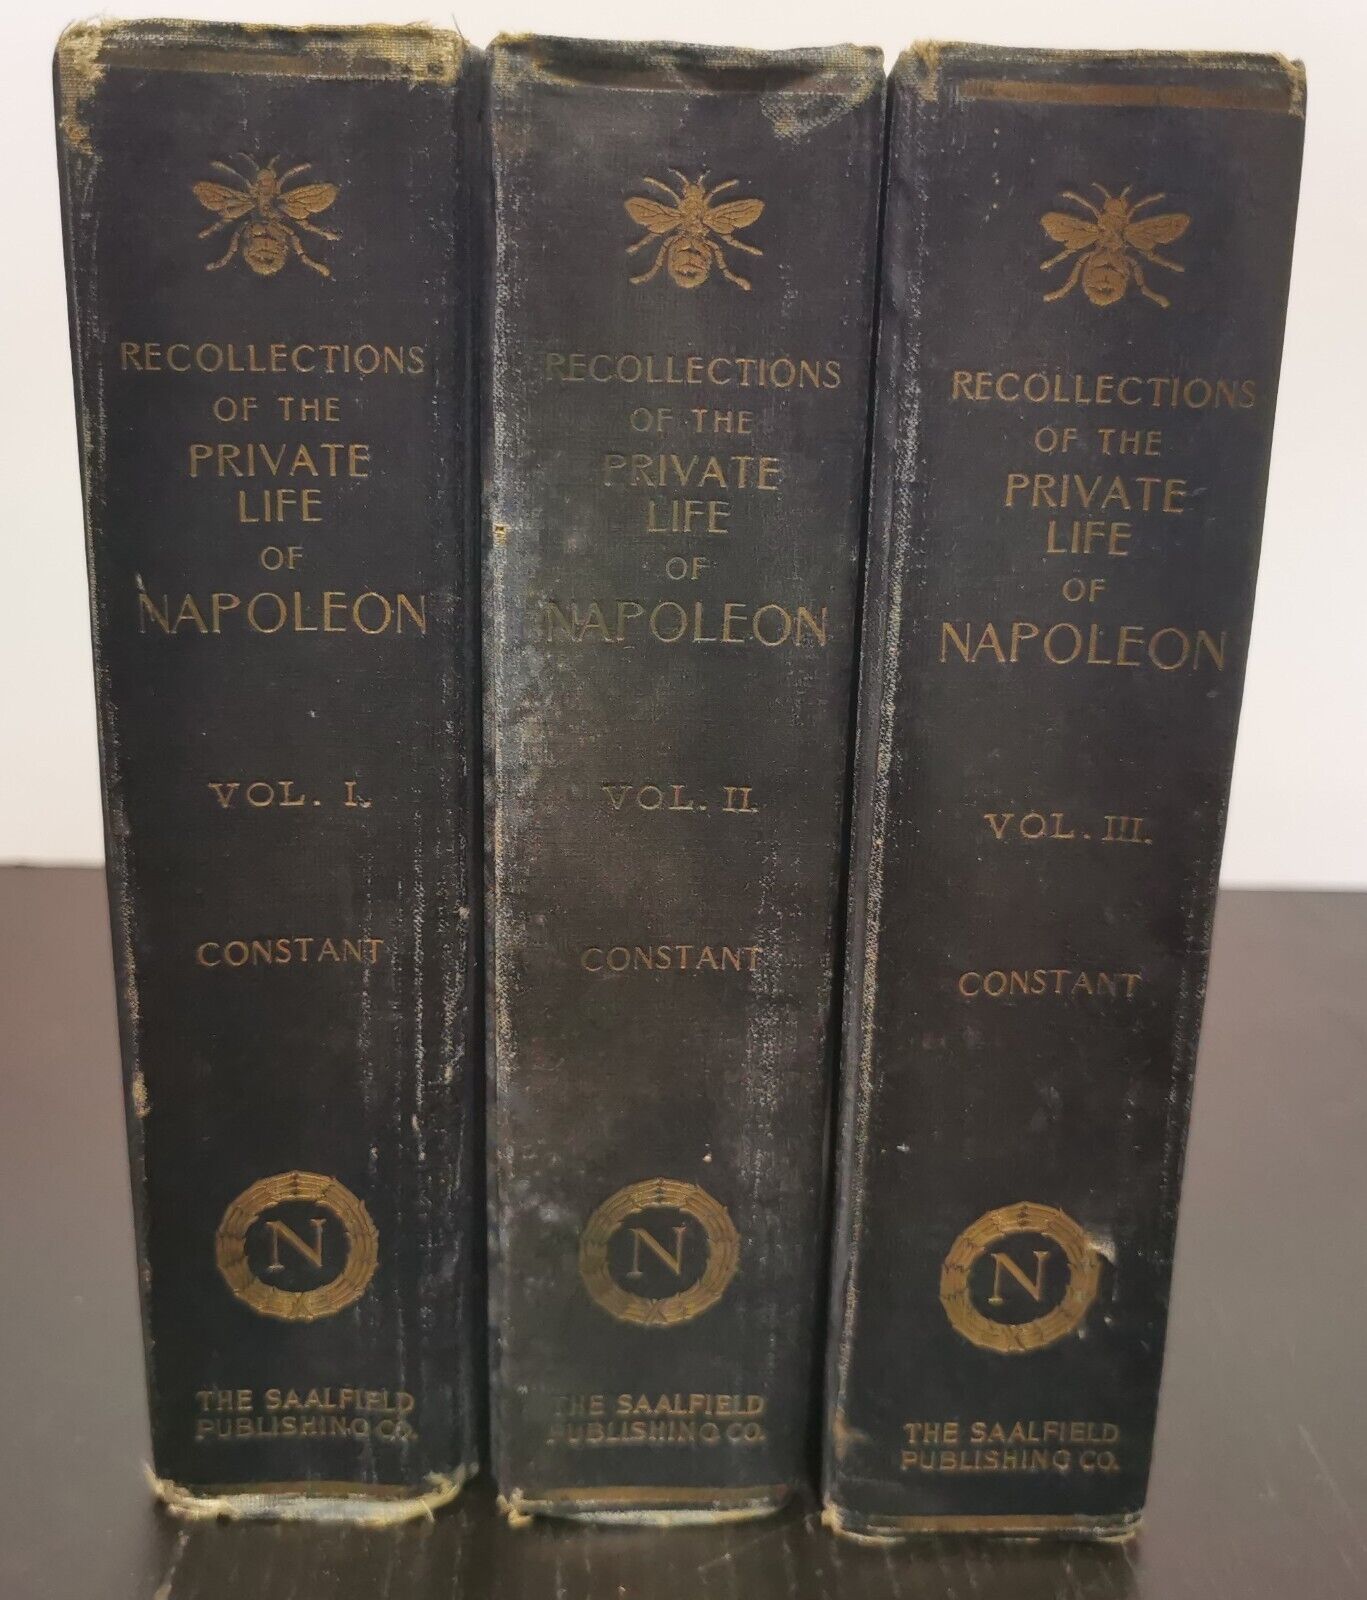 RECOLLECTIONS
OF THE
PRIVATE
LIFE
OF
NAPOLEON
VOL. I.
CONSTANT
N
THE SAALFIELD
PUBLISHING CO.
RECOLLECTIONS
OF THE
PRIVATE
LIFE
OF
NAPOLEON
VOL. II.
CONSTANT
N
THE SAALFIELD
PUBLISHING CO.
RECOLLECTIONS
OF THE
PRIVATE
LIFE
OF
NAPOLEON
VOL. III.
CONSTANT
N
THE SAALFIELD
PUBLISHING CO.